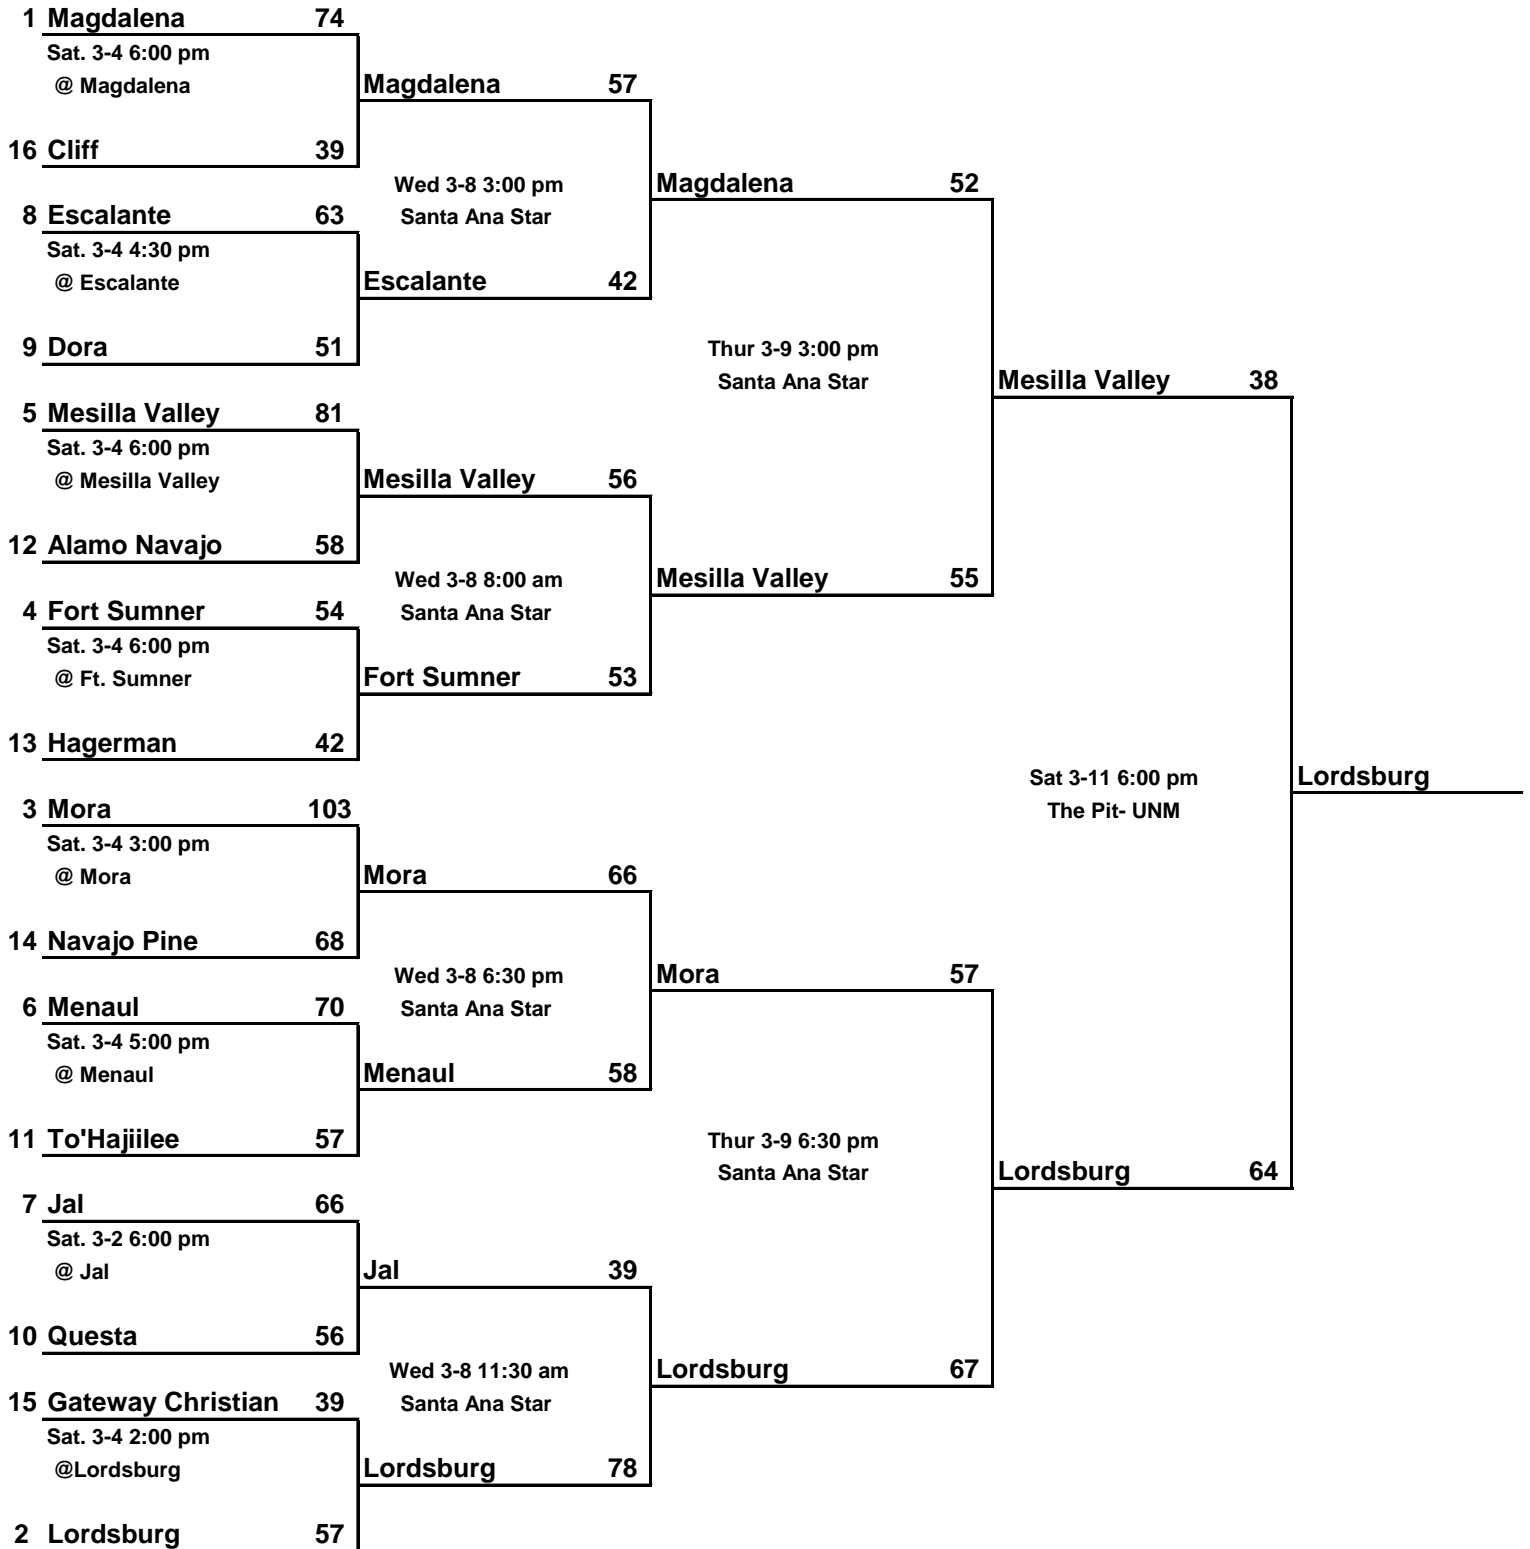 1 Magdalena 74
Sat. 3-4 6:00 pm
@ Magdalena
Magdalena 57
16 Cliff 39
Wed 3-8 3:00 pm
Magdalena 52
8 Escalante 63
Santa Ana Star
Sat. 3-4 4:30 pm
@ Escalante
Escalante 42
9 Dora 51
Thur 3-9 3:00 pm
Santa Ana Star
Mesilla Valley 38
5 Mesilla Valley 81
Sat. 3-4 6:00 pm
@ Mesilla Valley
Mesilla Valley 56
12 Alamo Navajo 58
Wed 3-8 8:00 am
Mesilla Valley 55
4 Fort Sumner 54
Santa Ana Star
Sat. 3-4 6:00 pm
@ Ft. Sumner
Fort Sumner 53
13 Hagerman 42
Sat 3-11 6:00 pm
Lordsburg
3 Mora 103
The Pit- UNM
Sat. 3-4 3:00 pm
@ Mora
Mora 66
14 Navajo Pine 68
Wed 3-8 6:30 pm
Mora 57
6 Menaul 70
Santa Ana Star
Sat. 3-4 5:00 pm
@ Menaul
Menaul 58
11 To'Hajiilee 57
Thur 3-9 6:30 pm
Santa Ana Star
Lordsburg 64
7 Jal 66
Sat. 3-2 6:00 pm
@ Jal
Jal 39
10 Questa 56
Wed 3-8 11:30 am
Lordsburg 67
15 Gateway Christian 39
Santa Ana Star
Sat. 3-4 2:00 pm
@Lordsburg
Lordsburg 78
2 Lordsburg 57